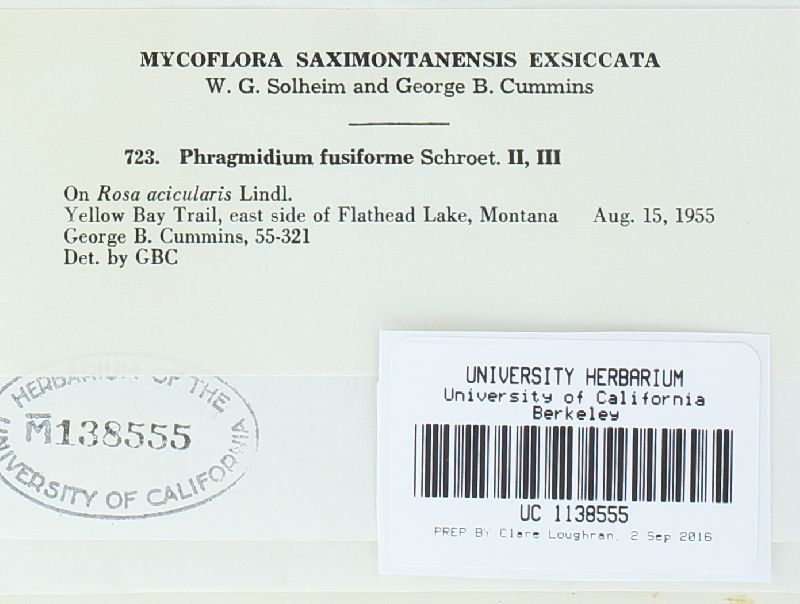 MYCOFLORA SAXIMONTANENSIS EXSICCATA
W. G. Solheim and George B. Cummins
723. Phragmidium fusiforme Schroet. II, III
On Rosa acicularis Lindl.
Yellow Bay Trail, east side of Flathead Lake, Montana Aug. 15, 1955
George B. Cummins, 55-321
Det. by GBC
HERBARIUM OF THE
M̅138555
UNIVERSITY OF CALIFORNIA
UNIVERSITY HERBARIUM
University of California
Berkeley
UC 1138555
PREP BY Clare Loughran, 2 Sep 2016